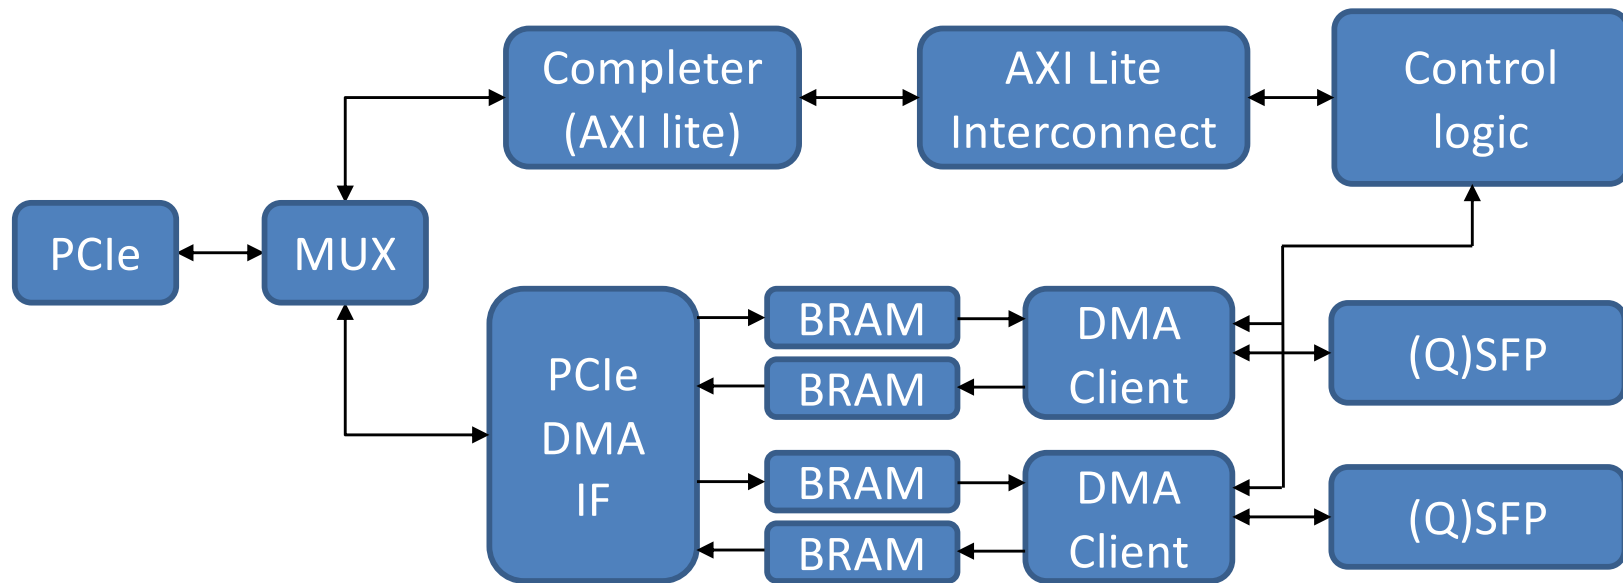 Completer
(AXI lite)
AXI Lite
Interconnect
Control
logic
PCIe
MUX
PCIe
DMA
IF
BRAM
BRAM
DMA
Client
(Q)SFP
BRAM
BRAM
DMA
Client
(Q)SFP